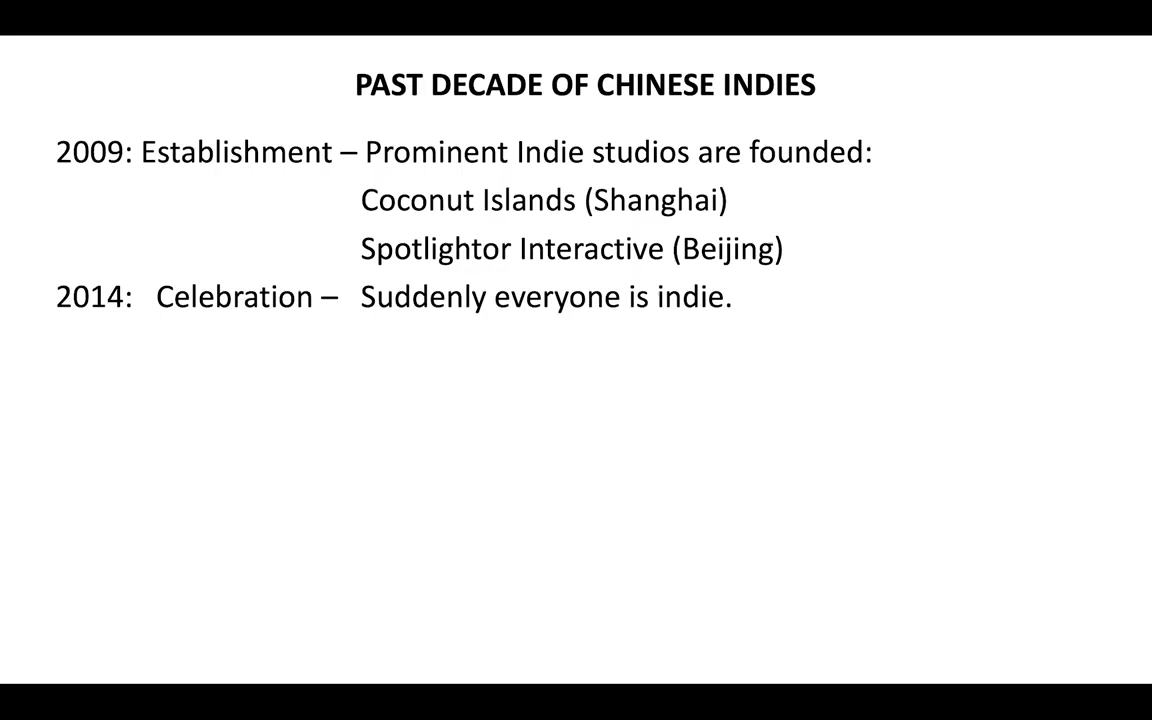 PAST DECADE OF CHINESE INDIES
2009: Establishment – Prominent Indie studios are founded:
Coconut Islands (Shanghai)
Spotlightor Interactive (Beijing)
2014: Celebration – Suddenly everyone is indie.